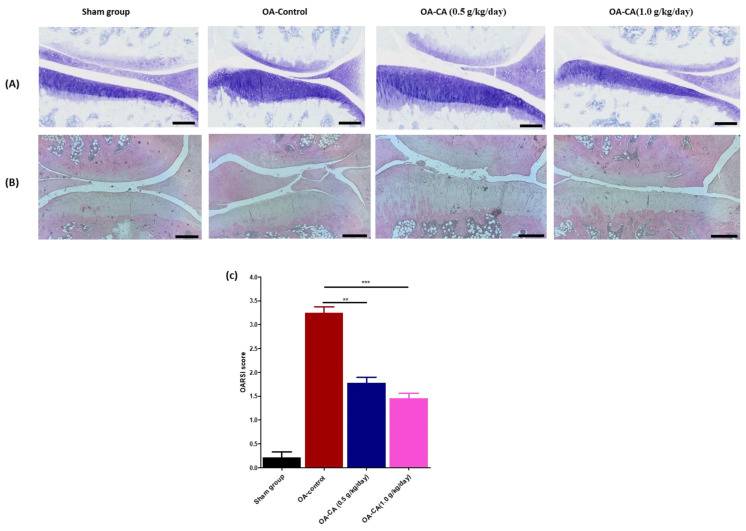 Sham group
OA-Control
OA-CA (0.5 g/kg/day)
OA-CA(1.0 g/kg/day)
(A)
(B)
(c)
4.0
3.5
3.0
2.5
2.0
1.5
1.0
0.5
0.0
OARSI score
***
**
Sham group
OA-control
OA-CA (0.5 g/kg/day)
OA-CA(1.0 g/kg/day)